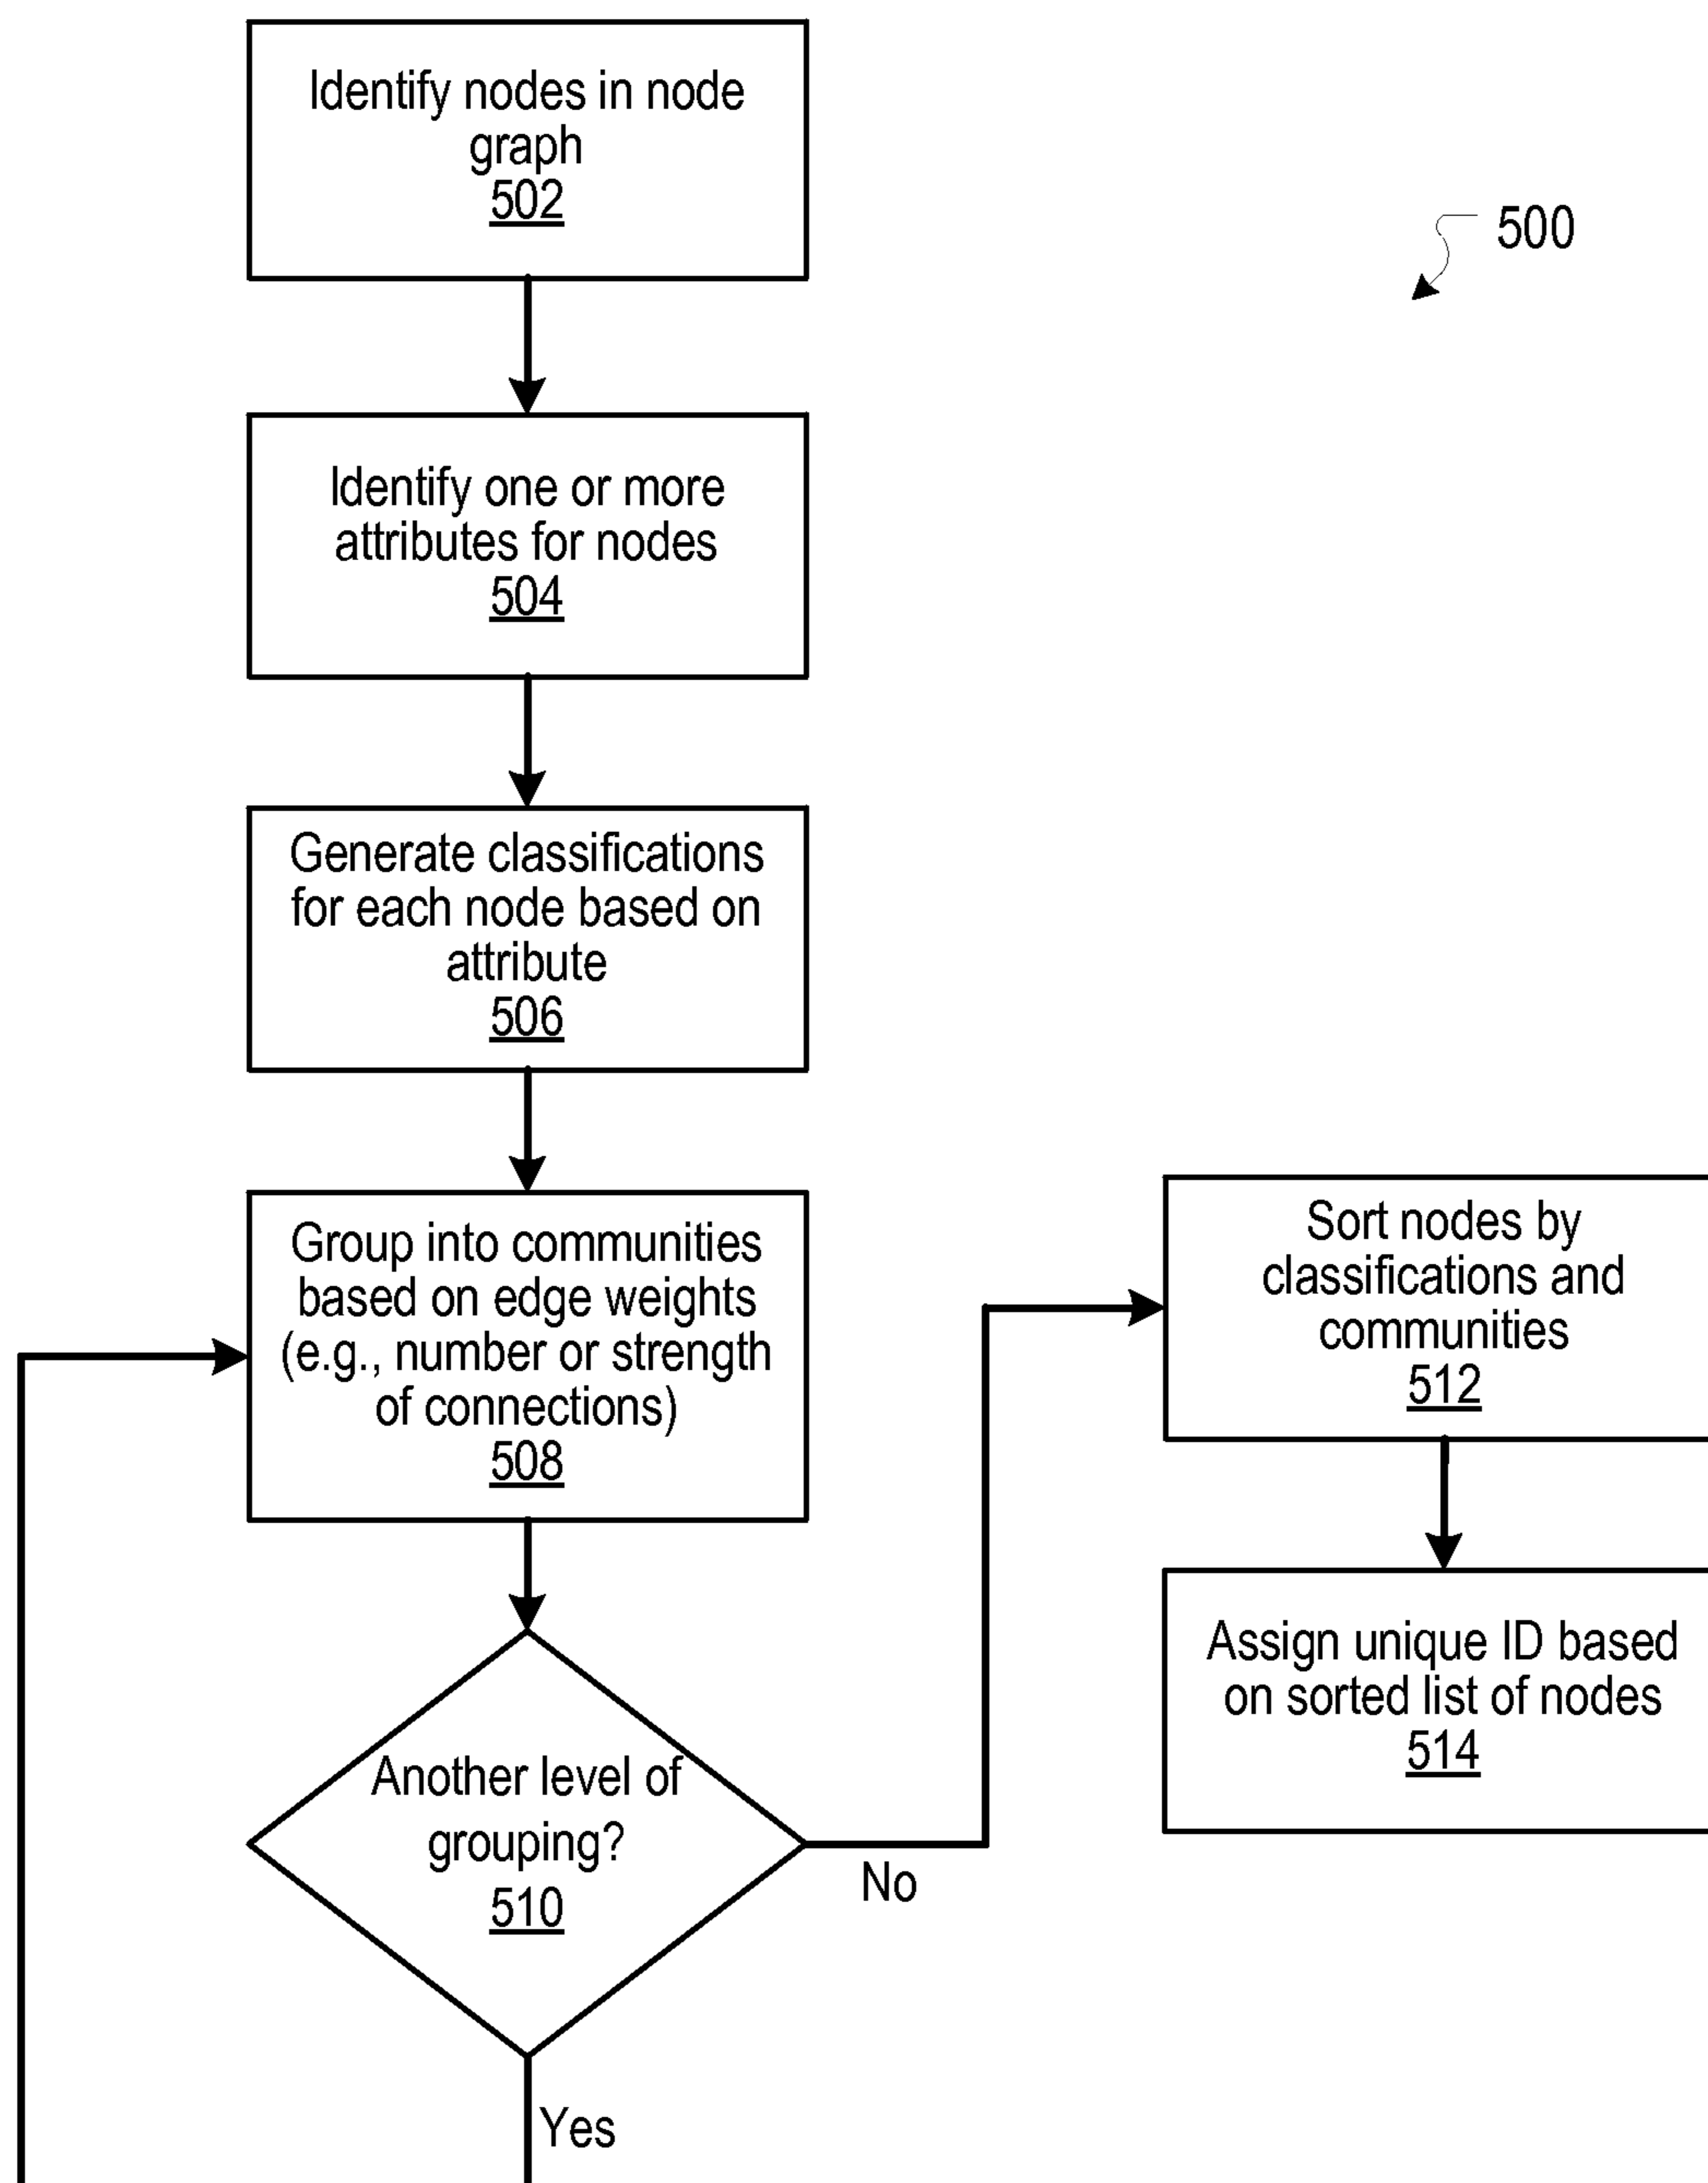 Identify nodes in node
graph
502
500
Identify one or more
attributes for nodes
504
Generate classifications
for each node based on
attribute
506
Group into communities
based on edge weights
(e.g., number or strength
of connections)
508
Another level of
grouping?
510
No
Yes
Sort nodes by
classifications and
communities
512
Assign unique ID based
on sorted list of nodes
514